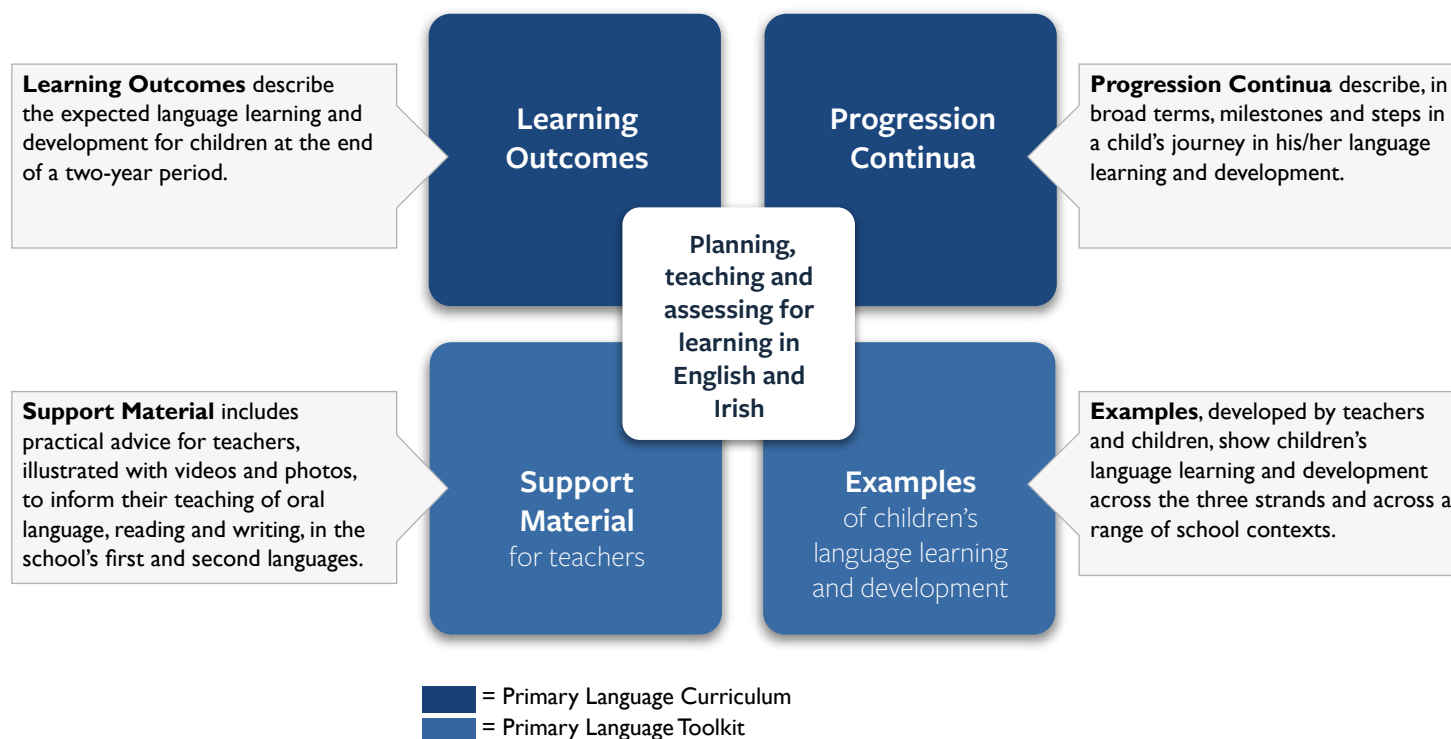 Learning Outcomes describe
the expected language learning and
development for children at the end
of a two-year period.
Learning
Outcomes
Progression
Continua
Progression Continua describe, in
broad terms, milestones and steps in
a child's journey in his/her language
learning and development.
Planning,
teaching and
assessing for
learning in
English and
Irish
Support Material includes
practical advice for teachers,
illustrated with videos and photos,
to inform their teaching of oral
language, reading and writing, in the
school's first and second languages.
Support
Material
for teachers
Examples
of children's
language learning
and development
Examples, developed by teachers
and children, show children's
language learning and development
across the three strands and across a
range of school contexts.
= Primary Language Curriculum
= Primary Language Toolkit